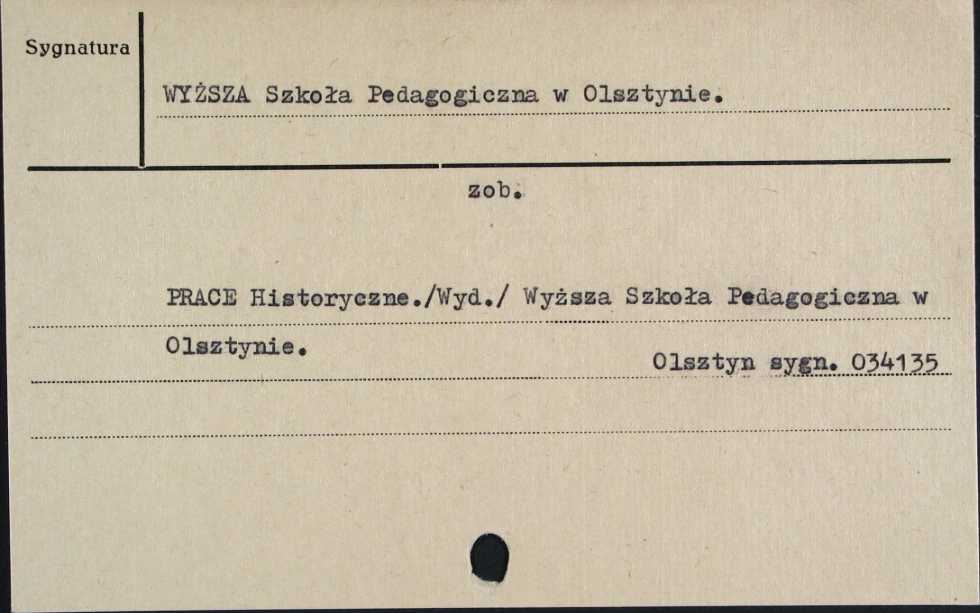 Sygnatura
WYŻSZA Szkoła Pedagogiczna w Olsztynie.
zob.
PRACE Historyczne./Wyd./ Wyższa Szkoła Pedagogiczna w
Olsztynie.
Olsztyn sygn. 034135